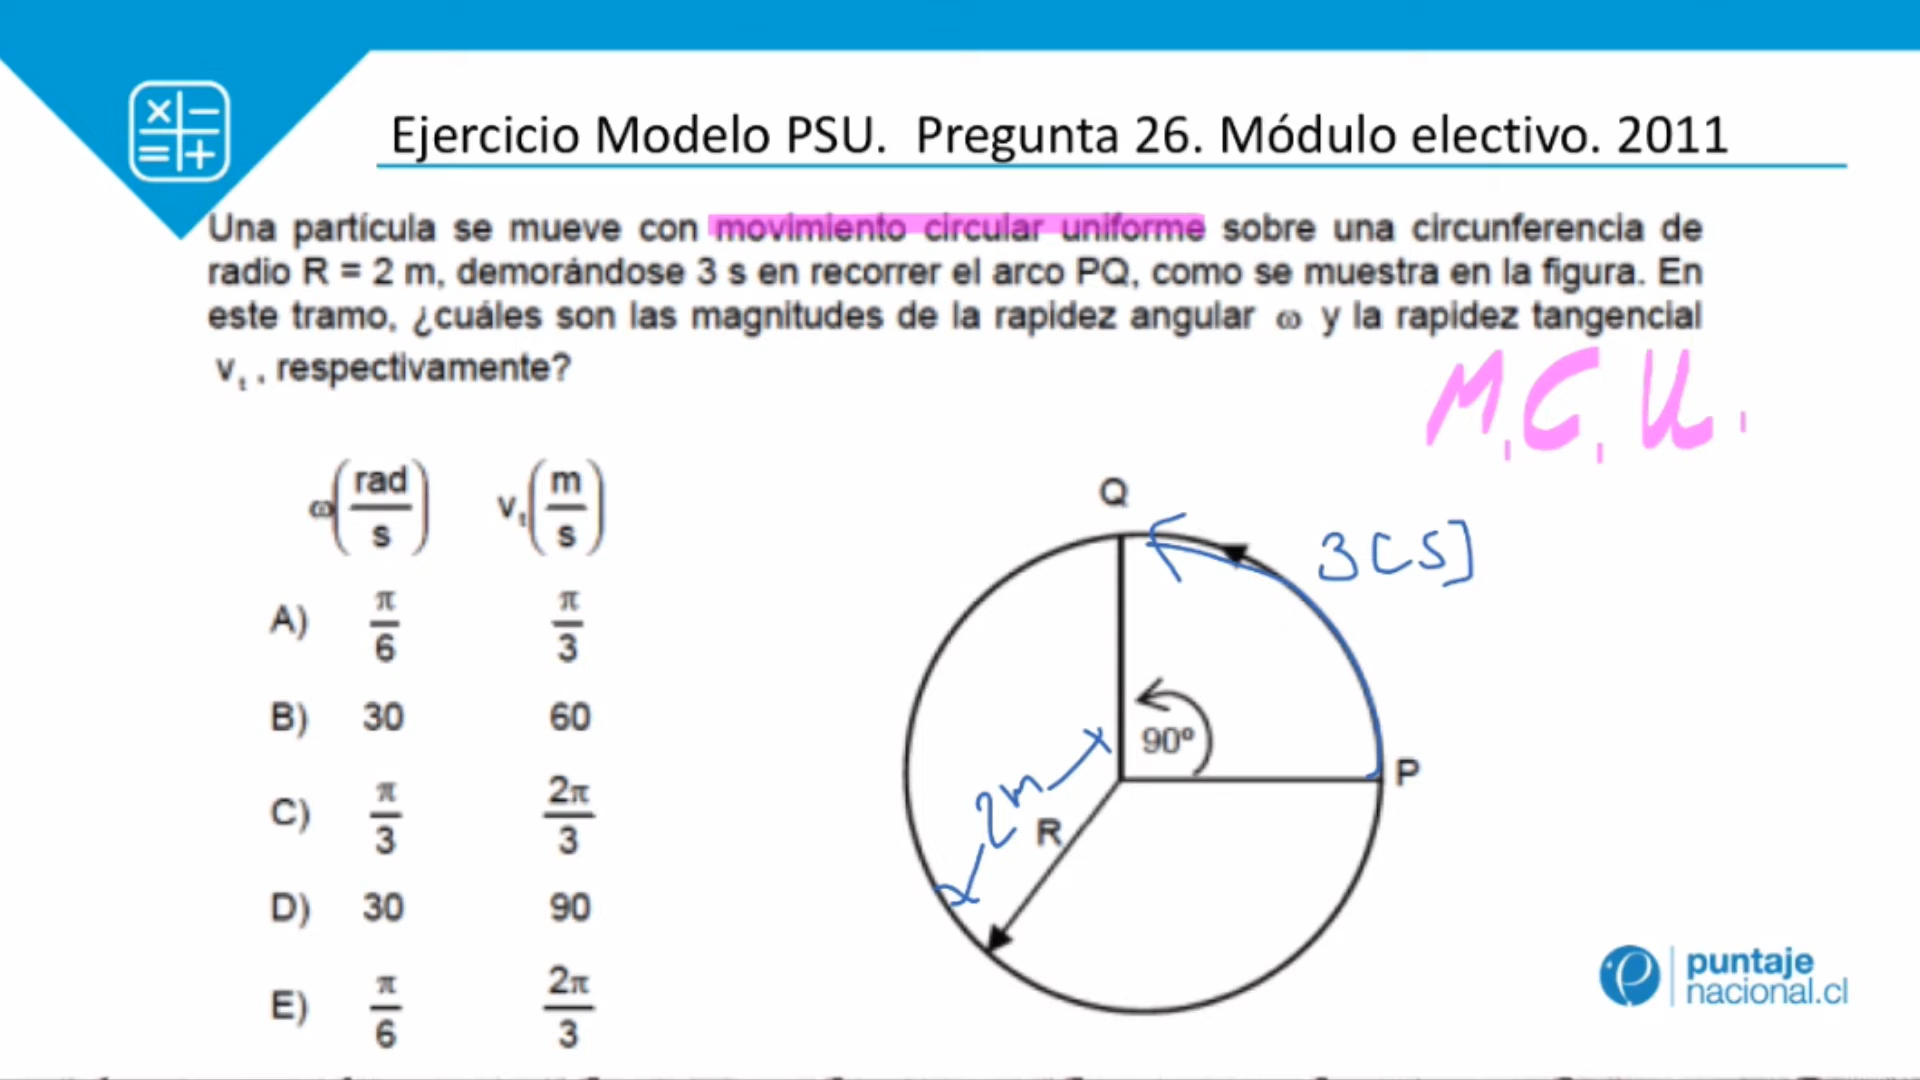 Ejercicio Modelo PSU.  Pregunta 26. Módulo electivo. 2011
Una partícula se mueve con movimiento circular uniforme sobre una circunferencia de
radio R = 2 m, demorándose 3 s en recorrer el arco PQ, como se muestra en la figura. En
este tramo, ¿cuáles son las magnitudes de la rapidez angular ω y la rapidez tangencial
vₜ , respectivamente?
M.C.U.
ω(rad/s) vₜ(m/s)
A) π/6 π/3
B) 30 60
C) π/3 2π/3
D) 30 90
E) π/6 2π/3
Q
3[s]
90º
P
2m
R
puntaje
nacional.cl